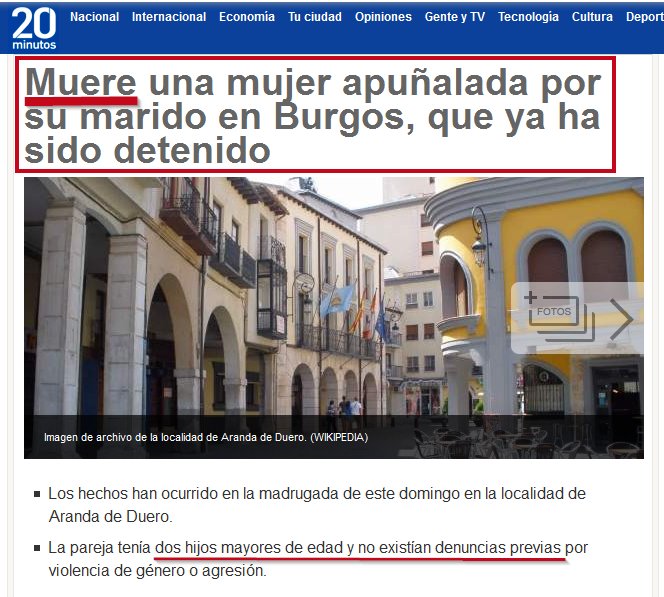 20
minutos
Nacional Internacional Economía Tu ciudad Opiniones Gente y TV Tecnología Cultura Deport
Muere una mujer apuñalada por
su marido en Burgos, que ya ha
sido detenido
+ FOTOS
Imagen de archivo de la localidad de Aranda de Duero. (WIKIPEDIA)
Los hechos han ocurrido en la madrugada de este domingo en la localidad de
Aranda de Duero.
La pareja tenía dos hijos mayores de edad y no existían denuncias previas por
violencia de género o agresión.